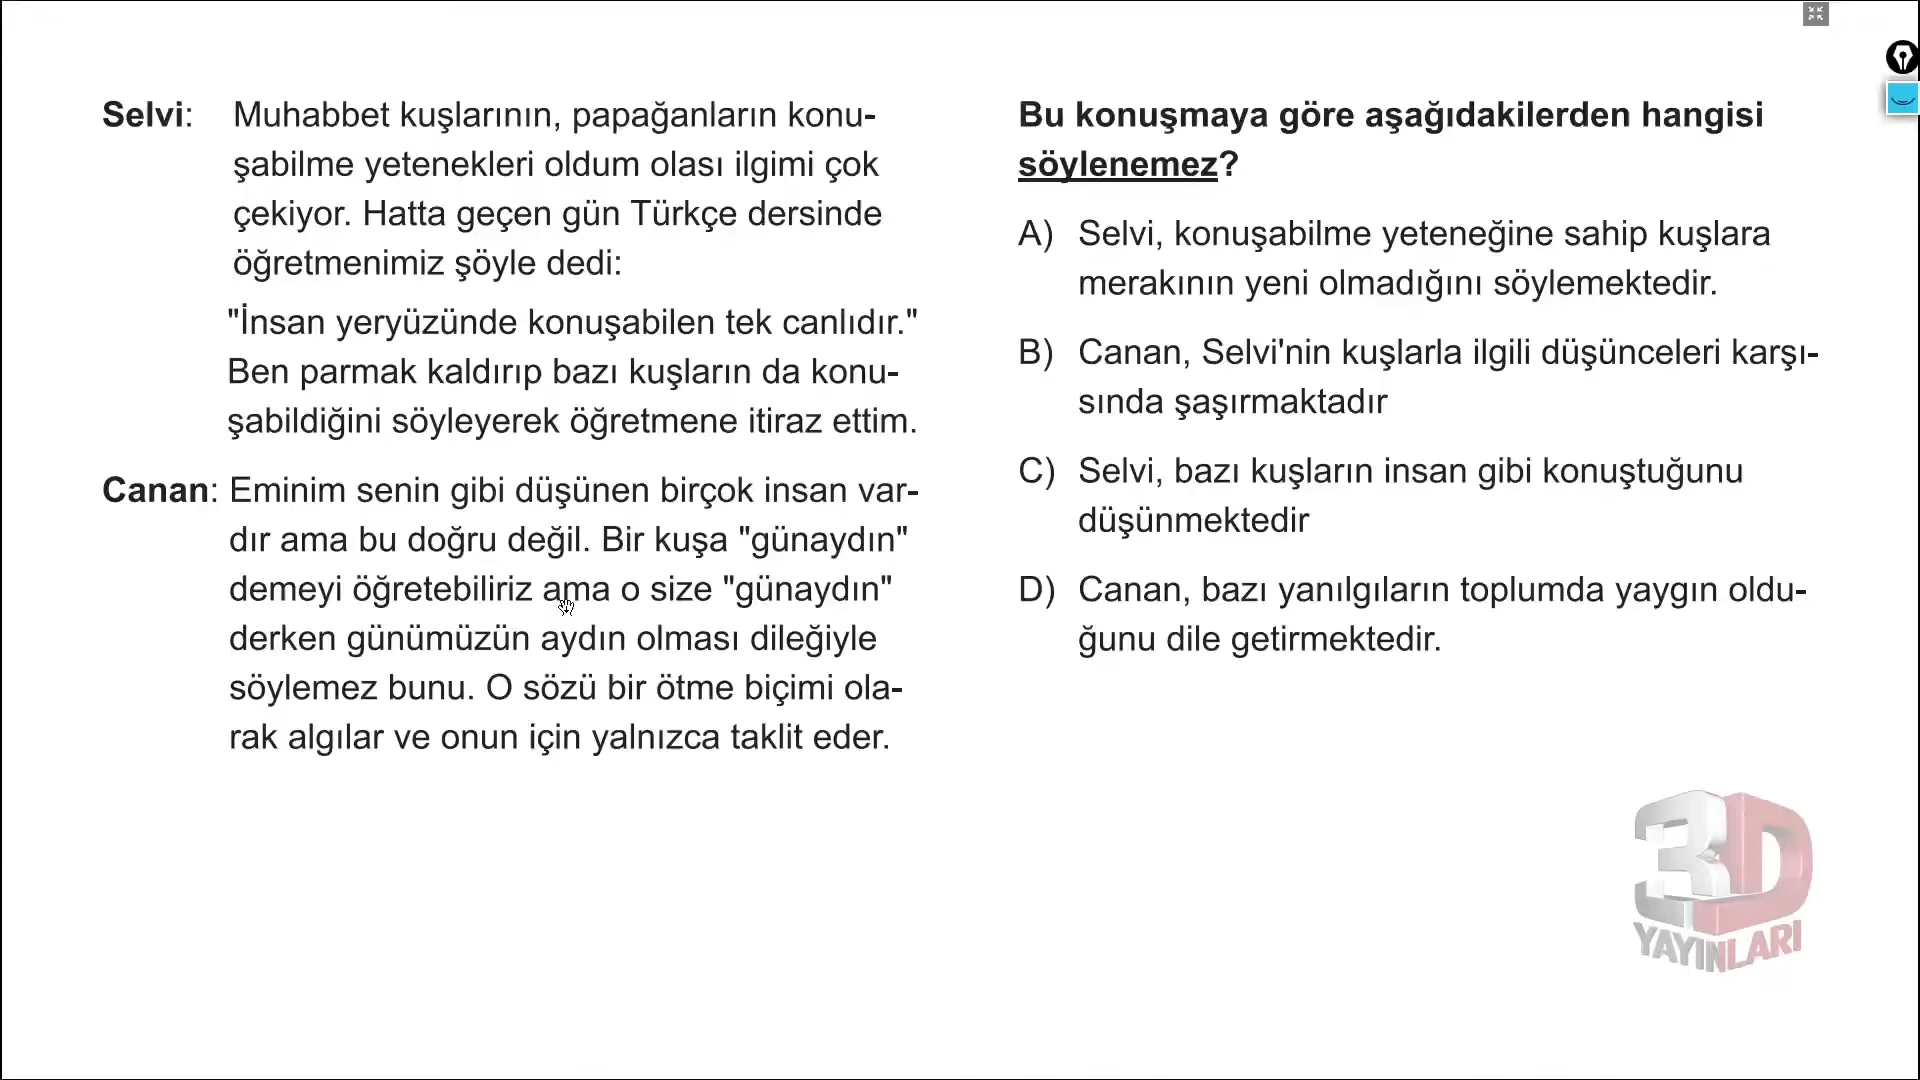 Selvi: Muhabbet kuşlarının, papağanların konu-
şabilme yetenekleri oldum olası ilgimi çok
çekiyor. Hatta geçen gün Türkçe dersinde
öğretmenimiz şöyle dedi:
"İnsan yeryüzünde konuşabilen tek canlıdır."
Ben parmak kaldırıp bazı kuşların da konu-
şabildiğini söyleyerek öğretmene itiraz ettim.
Canan: Eminim senin gibi düşünen birçok insan var-
dır ama bu doğru değil. Bir kuşa "günaydın"
demeyi öğretebiliriz ama o size "günaydın"
derken günümüzün aydın olması dileğiyle
söylemez bunu. O sözü bir ötme biçimi ola-
rak algılar ve onun için yalnızca taklit eder.
Bu konuşmaya göre aşağıdakilerden hangisi
söylenemez?
A) Selvi, konuşabilme yeteneğine sahip kuşlara
merakının yeni olmadığını söylemektedir.
B) Canan, Selvi'nin kuşlarla ilgili düşünceleri karşı-
sında şaşırmaktadır
C) Selvi, bazı kuşların insan gibi konuştuğunu
düşünmektedir
D) Canan, bazı yanılgıların toplumda yaygın oldu-
ğunu dile getirmektedir.
3D
YAYINLARI